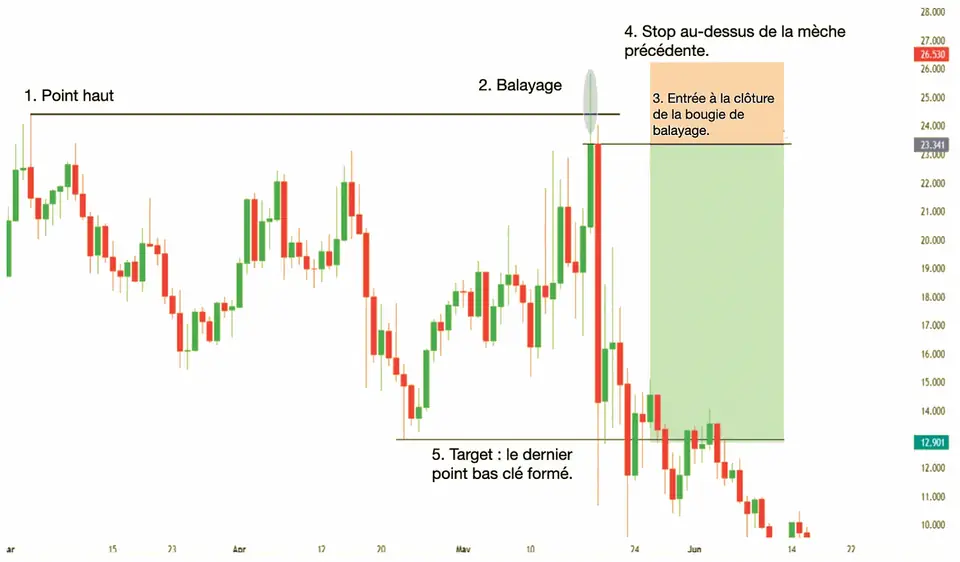 28.000
4. Stop au-dessus de la mèche
précédente.
27.000
26.530
26.000
2. Balayage
1. Point haut
3. Entrée à la clôture
de la bougie de
balayage.
25.000
24.000
23.341
23.000
22.000
21.000
20.000
19.000
18.000
17.000
16.000
15.000
14.000
12.901
5. Target : le dernier
point bas clé formé.
12.000
11.000
10.000
ar 15 23 Apr 12 20 May 10 24 Jun 14 22